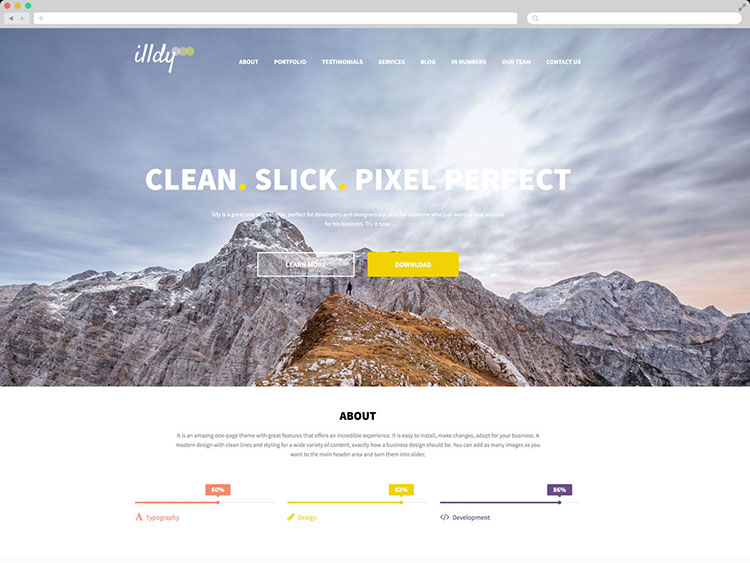 illdy
ABOUT PORTFOLIO TESTIMONIALS SERVICES BLOG IN NUMBERS OUR TEAM CONTACT US
CLEAN. SLICK. PIXEL PERFECT
is a great one-page theme, perfect for developers and designers but also for someone who just wants a new website
for his business. Try it now!
LEARN MORE DOWNLOAD
ABOUT
It is an amazing one-page theme with great features that offers an incredible experience. It is easy to install, make changes, adapt for your business. A
modern design with clean lines and styling for a wide variety of content, exactly how a business design should be. You can add as many images as you
want to the main header area and turn them into slider.
60% 82% 86%
Typography Design Development